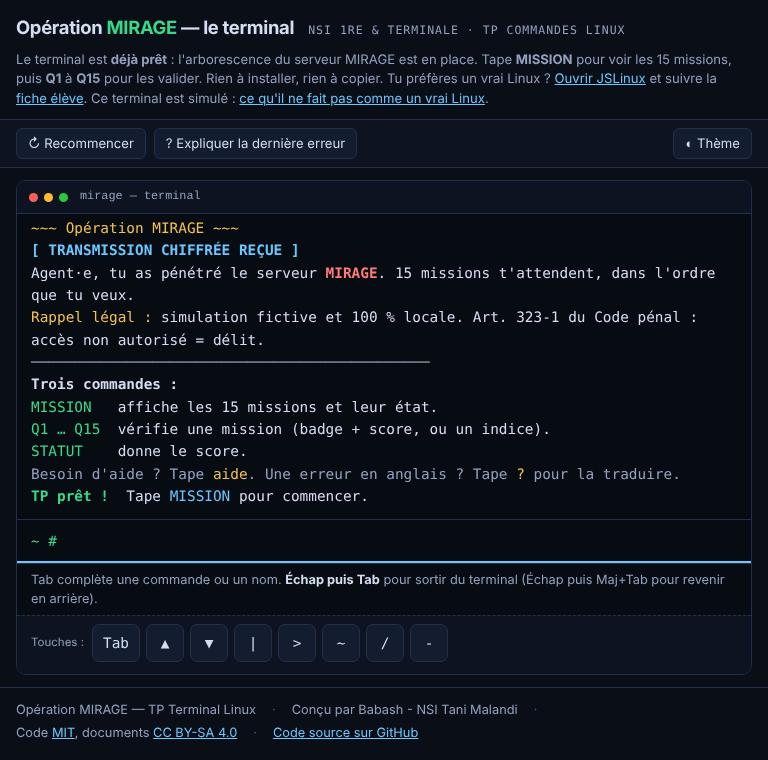 Opération MIRAGE — le terminal NSI 1RE & TERMINALE · TP COMMANDES LINUX
Le terminal est déjà prêt : l'arborescence du serveur MIRAGE est en place. Tape MISSION pour voir les 15 missions,
puis Q1 à Q15 pour les valider. Rien à installer, rien à copier. Tu préfères un vrai Linux ? Ouvrir JSLinux et suivre la
fiche élève. Ce terminal est simulé : ce qu'il ne fait pas comme un vrai Linux.
↻ Recommencer ? Expliquer la dernière erreur ◖ Thème
mirage — terminal
~~~ Opération MIRAGE ~~~
[ TRANSMISSION CHIFFRÉE REÇUE ]
Agent·e, tu as pénétré le serveur MIRAGE. 15 missions t'attendent, dans l'ordre
que tu veux.
Rappel légal : simulation fictive et 100 % locale. Art. 323-1 du Code pénal :
accès non autorisé = délit.
──────────────────────────────────────────────
Trois commandes :
MISSION affiche les 15 missions et leur état.
Q1 … Q15 vérifie une mission (badge + score, ou un indice).
STATUT donne le score.
Besoin d'aide ? Tape aide. Une erreur en anglais ? Tape ? pour la traduire.
TP prêt ! Tape MISSION pour commencer.
~ #
Tab complète une commande ou un nom. Échap puis Tab pour sortir du terminal (Échap puis Maj+Tab pour revenir
en arrière).
Touches : Tab ▲ ▼ | > ~ / -
Opération MIRAGE — TP Terminal Linux · Conçu par Babash - NSI Tani Malandi ·
Code MIT, documents CC BY-SA 4.0 · Code source sur GitHub